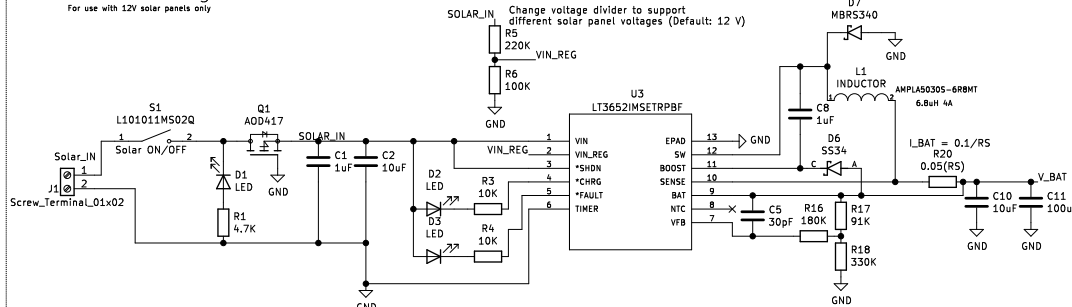 For use with 12V solar panels only
SOLAR_IN
Change voltage divider to support
different solar panel voltages (Default: 12 V)
R5
220K
VIN_REG
R6
100K
GND
D7
MBRS340
GND
L1
INDUCTOR
1
2
AMPLA5030S-6R8MT
6.8uH 4A
S1
L101011MS02Q
1
2
Solar ON/OFF
Q1
AOD417
GND
SOLAR_IN
Solar_IN
1
2
J1
Screw_Terminal_01x02
D1
LED
R1
4.7K
C1
1uF
C2
10uF
GND
D2
LED
R3
10K
D3
LED
R4
10K
VIN_REG
U3
LT3652IMSETRPBF
1
VIN
2
VIN_REG
3
*SHDN
4
*CHRG
5
*FAULT
6
TIMER
EPAD
13
GND
SW
12
BOOST
11
SENSE
10
BAT
9
NTC
8
VFB
7
C8
1uF
D6
SS34
C
A
I_BAT = 0.1/RS
R20
0.05(RS)
V_BAT
C10
10uF
GND
C11
100u
GND
C5
30pF
R16
180K
R17
91K
R18
330K
GND